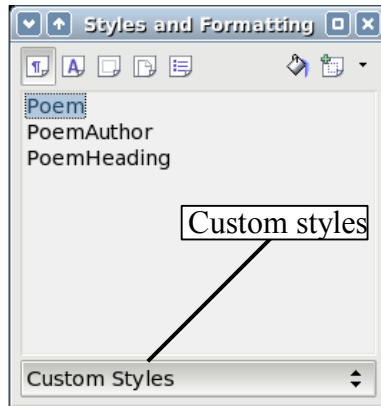 Styles and Formatting
Poem
PoemAuthor
PoemHeading
Custom styles
Custom Styles